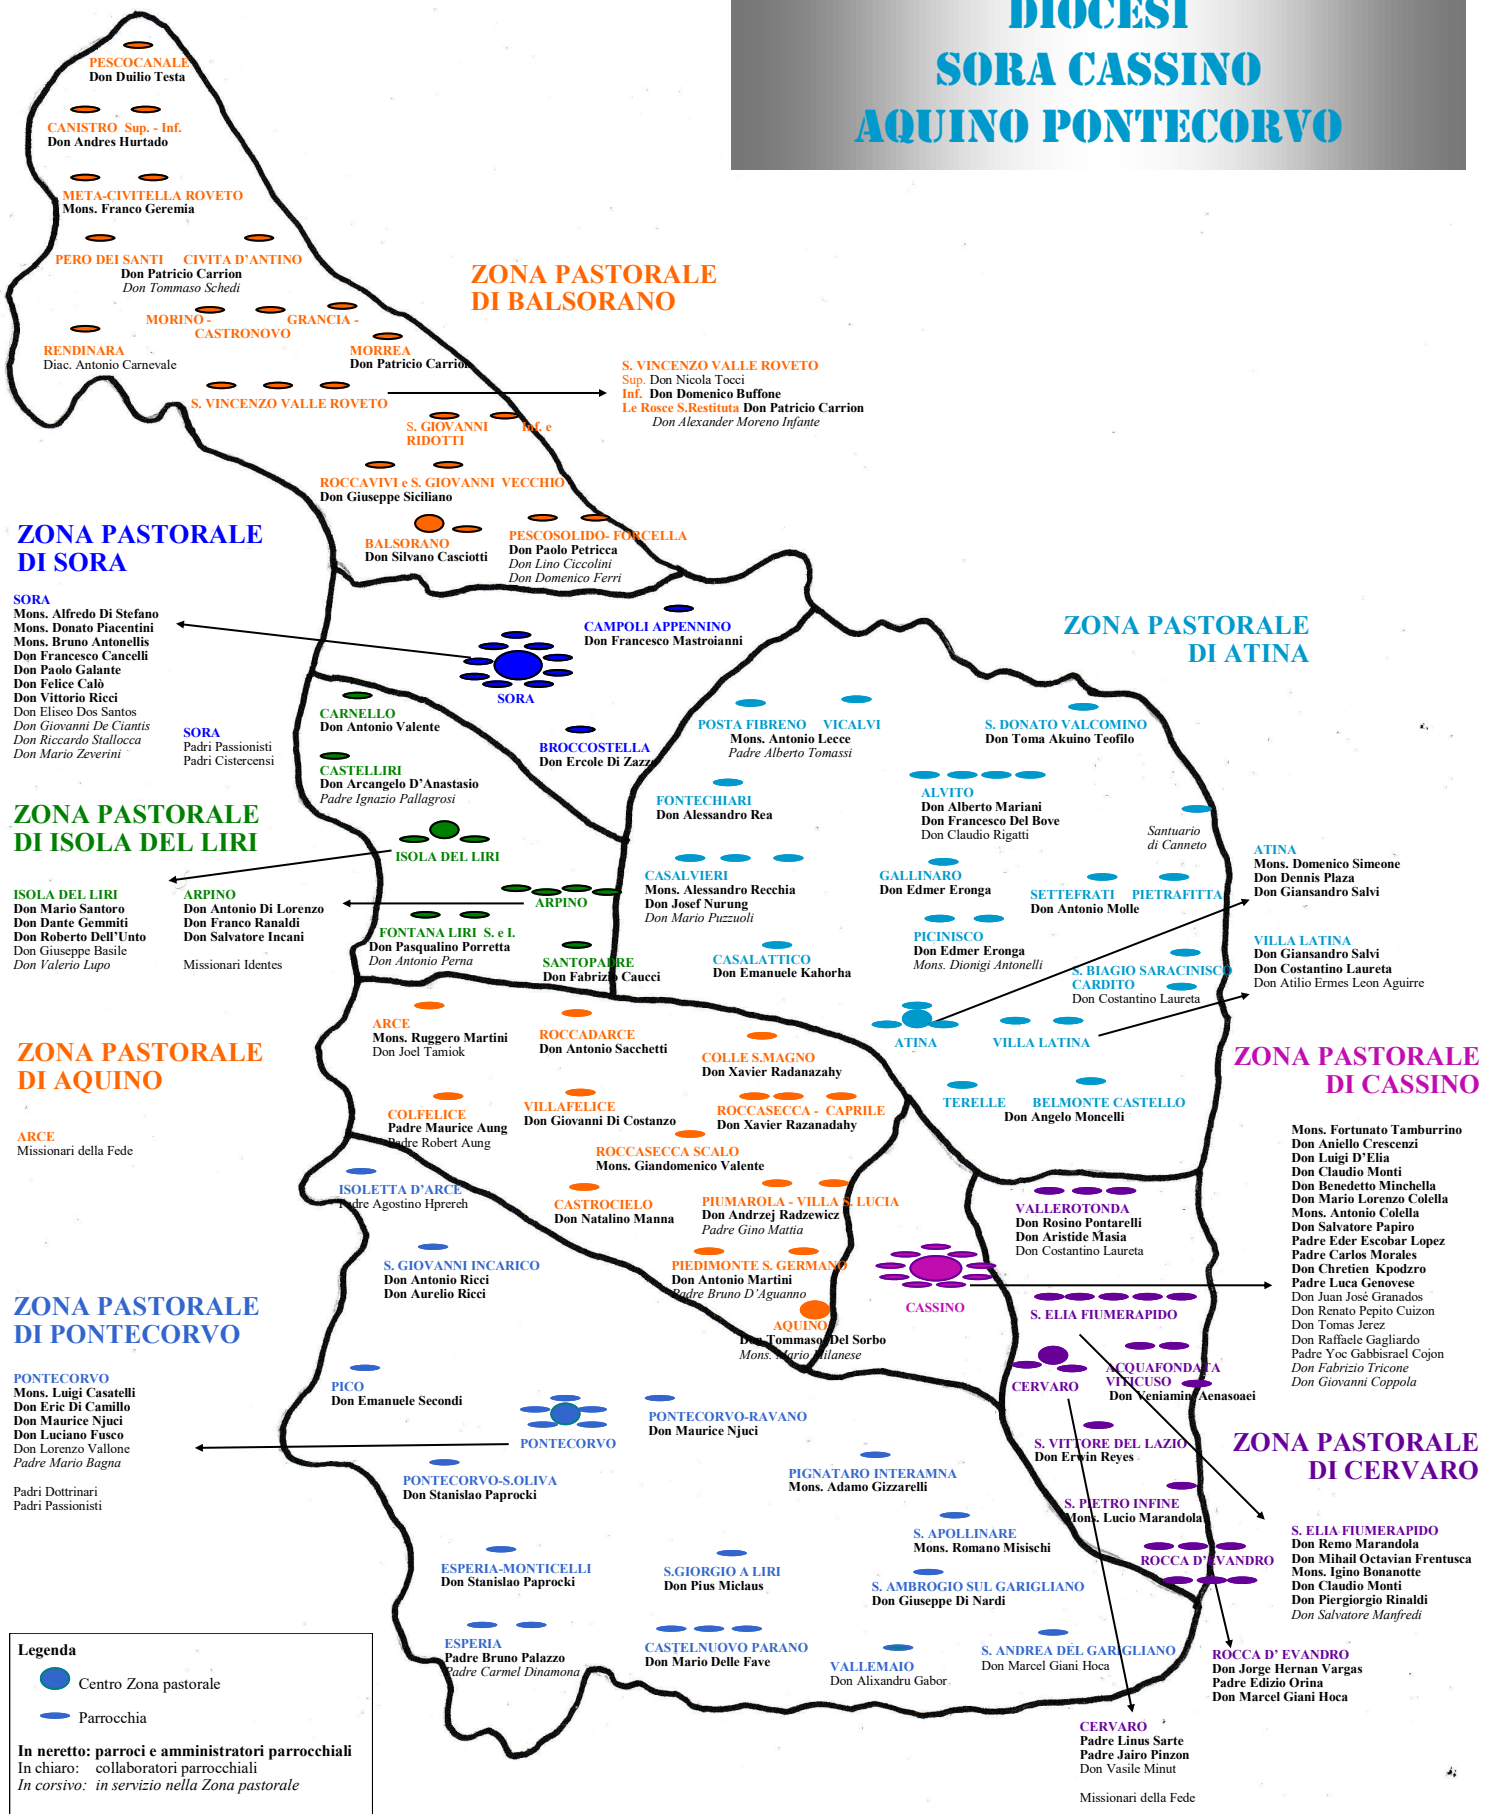 DIOCESI
SORA CASSINO
AQUINO PONTECORVO
PESCOCANALE
Don Duilio Testa
CANISTRO Sup. - Inf.
Don Andres Hurtado
META-CIVITELLA ROVETO
Mons. Franco Geremia
PERO DEI SANTI CIVITA D'ANTINO
Don Patricio Carrion
Don Tommaso Schedi
MORINO - GRANCIA -
CASTRONOVO
RENDINARA
Diac. Antonio Carnevale
MORREA
Don Patricio Carrion
S. VINCENZO VALLE ROVETO
ZONA PASTORALE
DI BALSORANO
S. VINCENZO VALLE ROVETO
Sup. Don Nicola Tocci
Inf. Don Domenico Buffone
Le Rosce S.Restituta Don Patricio Carrion
Don Alexander Moreno Infante
S. GIOVANNI Inf. e
RIDOTTI
ROCCAVIVI e S. GIOVANNI VECCHIO
Don Giuseppe Siciliano
BALSORANO
Don Silvano Casciotti
PESCOSOLIDO- FORCELLA
Don Paolo Petricca
Don Lino Ciccolini
Don Domenico Ferri
ZONA PASTORALE
DI SORA
SORA
Mons. Alfredo Di Stefano
Mons. Donato Piacentini
Mons. Bruno Antonellis
Don Francesco Cancelli
Don Paolo Galante
Don Felice Calò
Don Vittorio Ricci
Don Eliseo Dos Santos
Don Giovanni De Ciantis
Don Riccardo Stallocca
Don Mario Zeverini
SORA
Padri Passionisti
Padri Cistercensi
CAMPOLI APPENNINO
Don Francesco Mastroianni
SORA
BROCCOSTELLA
Don Ercole Di Zazzo
CARNELLO
Don Antonio Valente
CASTELLIRI
Don Arcangelo D'Anastasio
Padre Ignazio Pallagrosi
ISOLA DEL LIRI
ARPINO
FONTANA LIRI S. e I.
Don Pasqualino Porretta
Don Antonio Perna
SANTOPADRE
Don Fabrizio Caucci
ZONA PASTORALE
DI ISOLA DEL LIRI
ISOLA DEL LIRI
Don Mario Santoro
Don Dante Gemmiti
Don Roberto Dell'Unto
Don Giuseppe Basile
Don Valerio Lupo
ARPINO
Don Antonio Di Lorenzo
Don Franco Ranaldi
Don Salvatore Incani
Missionari Identes
ZONA PASTORALE
DI ATINA
POSTA FIBRENO VICALVI
Mons. Antonio Lecce
Padre Alberto Tomassi
S. DONATO VALCOMINO
Don Toma Akuino Teofilo
FONTECHIARI
Don Alessandro Rea
ALVITO
Don Alberto Mariani
Don Francesco Del Bove
Don Claudio Rigatti
Santuario
di Canneto
CASALVIERI
Mons. Alessandro Recchia
Don Josef Nurung
Don Mario Puzzuoli
GALLINARO
Don Edmer Eronga
SETTEFRATI PIETRAFITTA
Don Antonio Molle
PICINISCO
Don Edmer Eronga
Mons. Dionigi Antonelli
CASALATTICO
Don Emanuele Kahorha
S. BIAGIO SARACINISCO
CARDITO
Don Costantino Laureta
ATINA
VILLA LATINA
TERELLE BELMONTE CASTELLO
Don Angelo Moncelli
ATINA
Mons. Domenico Simeone
Don Dennis Plaza
Don Giansandro Salvi
VILLA LATINA
Don Giansandro Salvi
Don Costantino Laureta
Don Atilio Ermes Leon Aguirre
ZONA PASTORALE
DI AQUINO
ARCE
Missionari della Fede
ARCE
Mons. Ruggero Martini
Don Joel Tamiok
ROCCADARCE
Don Antonio Sacchetti
COLLE S.MAGNO
Don Xavier Radanazahy
COLFELICE
Padre Maurice Aung
Padre Robert Aung
VILLAFELICE
Don Giovanni Di Costanzo
ROCCASECCA - CAPRILE
Don Xavier Razanadahy
ROCCASECCA SCALO
Mons. Giandomenico Valente
CASTROCIELO
Don Natalino Manna
PIUMAROLA - VILLA S. LUCIA
Don Andrzej Radzewicz
Padre Gino Mattia
PIEDIMONTE S. GERMANO
Don Antonio Martini
Padre Bruno D'Aguanno
AQUINO
Don Tommaso Del Sorbo
Mons. Mario Milanese
ZONA PASTORALE
DI CASSINO
Mons. Fortunato Tamburrino
Don Aniello Crescenzi
Don Luigi D'Elia
Don Claudio Monti
Don Benedetto Minchella
Don Mario Lorenzo Colella
Mons. Antonio Colella
Don Salvatore Papiro
Padre Eder Escobar Lopez
Padre Carlos Morales
Don Chretien Kpodzro
Padre Luca Genovese
Don Juan José Granados
Don Renato Pepito Cuizon
Don Tomas Jerez
Don Raffaele Gagliardo
Padre Yoc Gabbisrael Cojon
Don Fabrizio Tricone
Don Giovanni Coppola
CASSINO
VALLEROTONDA
Don Rosino Pontarelli
Don Aristide Masia
Don Costantino Laureta
S. ELIA FIUMERAPIDO
ACQUAFONDATA
VITICUSO
Don Veniamin Aenasoaei
CERVARO
S. VITTORE DEL LAZIO
Don Erwin Reyes
S. PIETRO INFINE
Mons. Lucio Marandola
ROCCA D'EVANDRO
ZONA PASTORALE
DI CERVARO
S. ELIA FIUMERAPIDO
Don Remo Marandola
Don Mihail Octavian Frentusca
Mons. Igino Bonanotte
Don Claudio Monti
Don Piergiorgio Rinaldi
Don Salvatore Manfredi
ROCCA D' EVANDRO
Don Jorge Hernan Vargas
Padre Edizio Orina
Don Marcel Giani Hoca
CERVARO
Padre Linus Sarte
Padre Jairo Pinzon
Don Vasile Minut
Missionari della Fede
ZONA PASTORALE
DI PONTECORVO
PONTECORVO
Mons. Luigi Casatelli
Don Eric Di Camillo
Don Maurice Njuci
Don Luciano Fusco
Don Lorenzo Vallone
Padre Mario Bagna
Padri Dottrinari
Padri Passionisti
ISOLETTA D'ARCE
Padre Agostino Hprereh
S. GIOVANNI INCARICO
Don Antonio Ricci
Don Aurelio Ricci
PICO
Don Emanuele Secondi
PONTECORVO
PONTECORVO-RAVANO
Don Maurice Njuci
PONTECORVO-S.OLIVA
Don Stanislao Paprocki
PIGNATARO INTERAMNA
Mons. Adamo Gizzarelli
S. APOLLINARE
Mons. Romano Misischi
ESPERIA-MONTICELLI
Don Stanislao Paprocki
S.GIORGIO A LIRI
Don Pius Miclaus
S. AMBROGIO SUL GARIGLIANO
Don Giuseppe Di Nardi
ESPERIA
Padre Bruno Palazzo
Padre Carmel Dinamona
CASTELNUOVO PARANO
Don Mario Delle Fave
VALLEMAIO
Don Alixandru Gabor
S. ANDREA DEL GARIGLIANO
Don Marcel Giani Hoca
Legenda
Centro Zona pastorale
Parrocchia
In neretto: parroci e amministratori parrocchiali
In chiaro: collaboratori parrocchiali
In corsivo: in servizio nella Zona pastorale